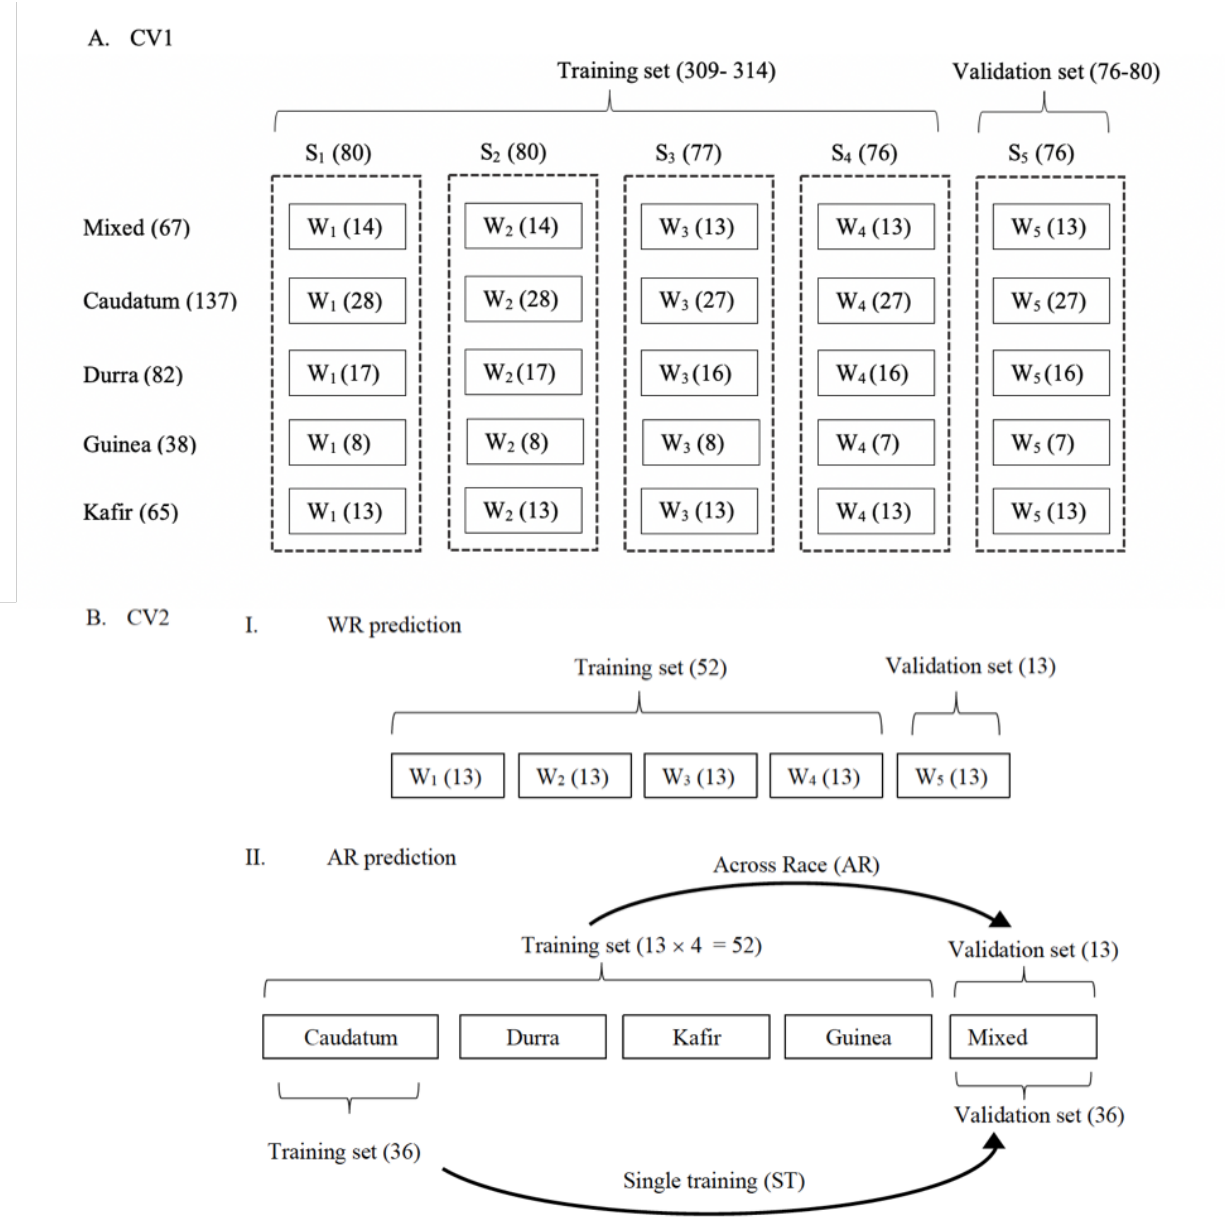 A. CV1
Training set (309- 314) Validation set (76-80)
S₁ (80) S₂ (80) S₃ (77) S₄ (76) S₅ (76)
Mixed (67) W₁ (14) W₂ (14) W₃ (13) W₄ (13) W₅ (13)
Caudatum (137) W₁ (28) W₂ (28) W₃ (27) W₄ (27) W₅ (27)
Durra (82) W₁(17) W₂(17) W₃(16) W₄(16) W₅(16)
Guinea (38) W₁ (8) W₂ (8) W₃ (8) W₄ (7) W₅ (7)
Kafir (65) W₁ (13) W₂ (13) W₃ (13) W₄ (13) W₅ (13)
B. CV2 I. WR prediction
Training set (52) Validation set (13)
W₁ (13) W₂ (13) W₃ (13) W₄ (13) W₅ (13)
II. AR prediction
Across Race (AR)
Training set (13 × 4 = 52) Validation set (13)
Caudatum Durra Kafir Guinea Mixed
Validation set (36)
Training set (36)
Single training (ST)